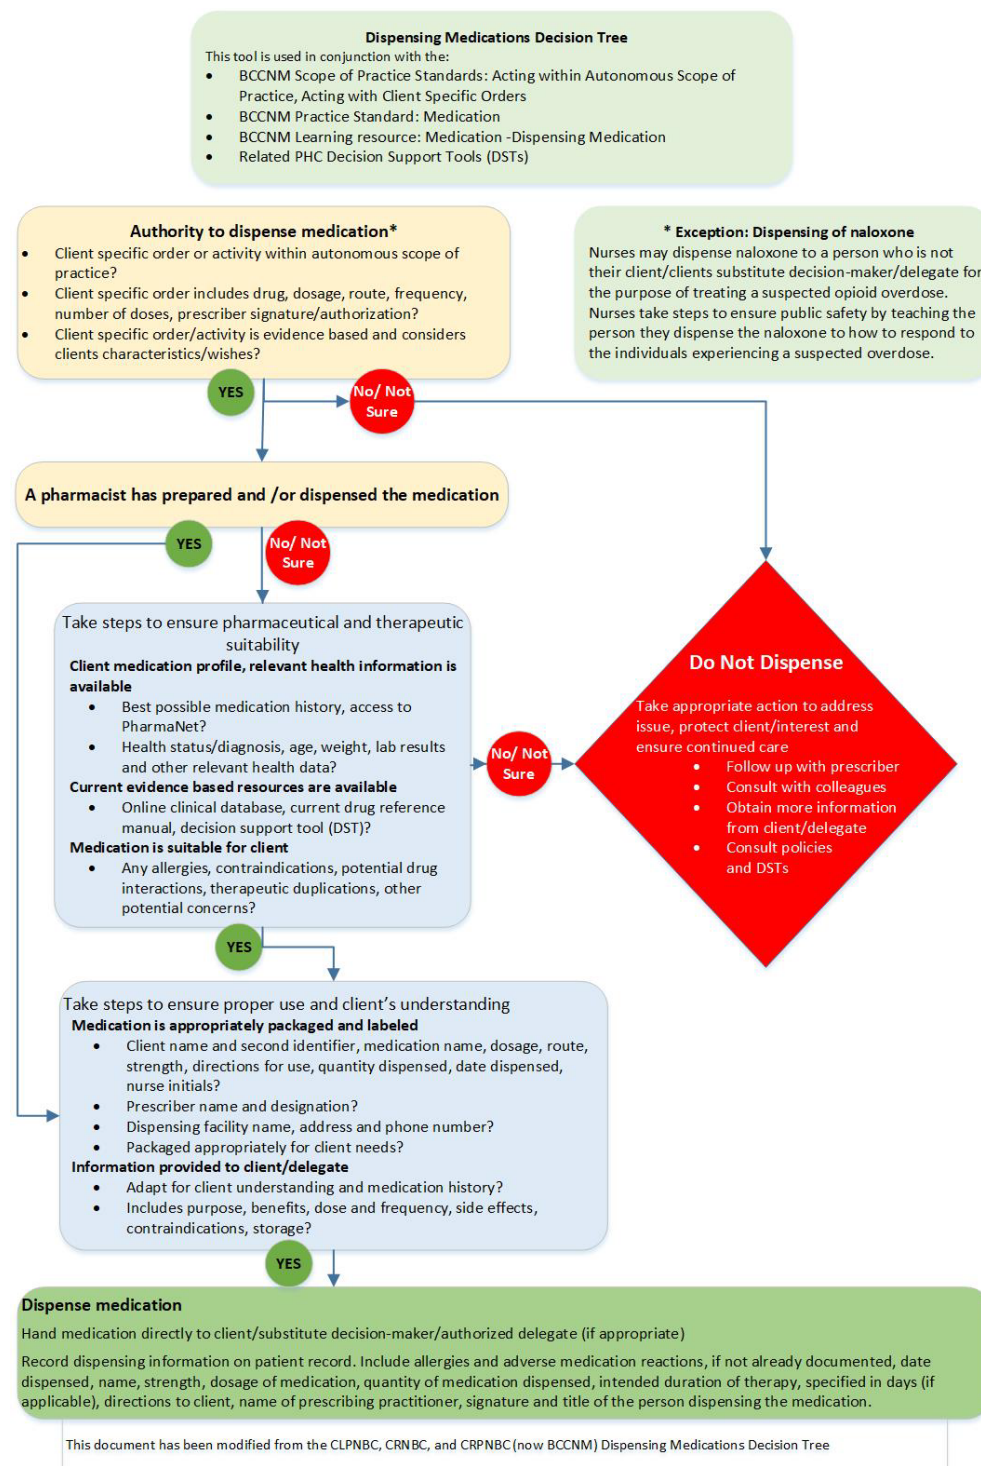 Dispensing Medications Decision Tree
This tool is used in conjunction with the:
• BCCNM Scope of Practice Standards: Acting within Autonomous Scope of
Practice, Acting with Client Specific Orders
• BCCNM Practice Standard: Medication
• BCCNM Learning resource: Medication -Dispensing Medication
• Related PHC Decision Support Tools (DSTs)
Authority to dispense medication*
• Client specific order or activity within autonomous scope of
practice?
• Client specific order includes drug, dosage, route, frequency,
number of doses, prescriber signature/authorization?
• Client specific order/activity is evidence based and considers
clients characteristics/wishes?
* Exception: Dispensing of naloxone
Nurses may dispense naloxone to a person who is not
their client/clients substitute decision-maker/delegate for
the purpose of treating a suspected opioid overdose.
Nurses take steps to ensure public safety by teaching the
person they dispense the naloxone to how to respond to
the individuals experiencing a suspected overdose.
YES
No/ Not
Sure
A pharmacist has prepared and /or dispensed the medication
YES
No/ Not
Sure
Take steps to ensure pharmaceutical and therapeutic
suitability
Client medication profile, relevant health information is
available
• Best possible medication history, access to
PharmaNet?
• Health status/diagnosis, age, weight, lab results
and other relevant health data?
Current evidence based resources are available
• Online clinical database, current drug reference
manual, decision support tool (DST)?
Medication is suitable for client
• Any allergies, contraindications, potential drug
interactions, therapeutic duplications, other
potential concerns?
No/ Not
Sure
Do Not Dispense
Take appropriate action to address
issue, protect client/interest and
ensure continued care
• Follow up with prescriber
• Consult with colleagues
• Obtain more information
from client/delegate
• Consult policies
and DSTs
YES
Take steps to ensure proper use and client’s understanding
Medication is appropriately packaged and labeled
• Client name and second identifier, medication name, dosage, route,
strength, directions for use, quantity dispensed, date dispensed,
nurse initials?
• Prescriber name and designation?
• Dispensing facility name, address and phone number?
• Packaged appropriately for client needs?
Information provided to client/delegate
• Adapt for client understanding and medication history?
• Includes purpose, benefits, dose and frequency, side effects,
contraindications, storage?
YES
Dispense medication
Hand medication directly to client/substitute decision-maker/authorized delegate (if appropriate)
Record dispensing information on patient record. Include allergies and adverse medication reactions, if not already documented, date
dispensed, name, strength, dosage of medication, quantity of medication dispensed, intended duration of therapy, specified in days (if
applicable), directions to client, name of prescribing practitioner, signature and title of the person dispensing the medication.
This document has been modified from the CLPNBC, CRNBC, and CRPNBC (now BCCNM) Dispensing Medications Decision Tree